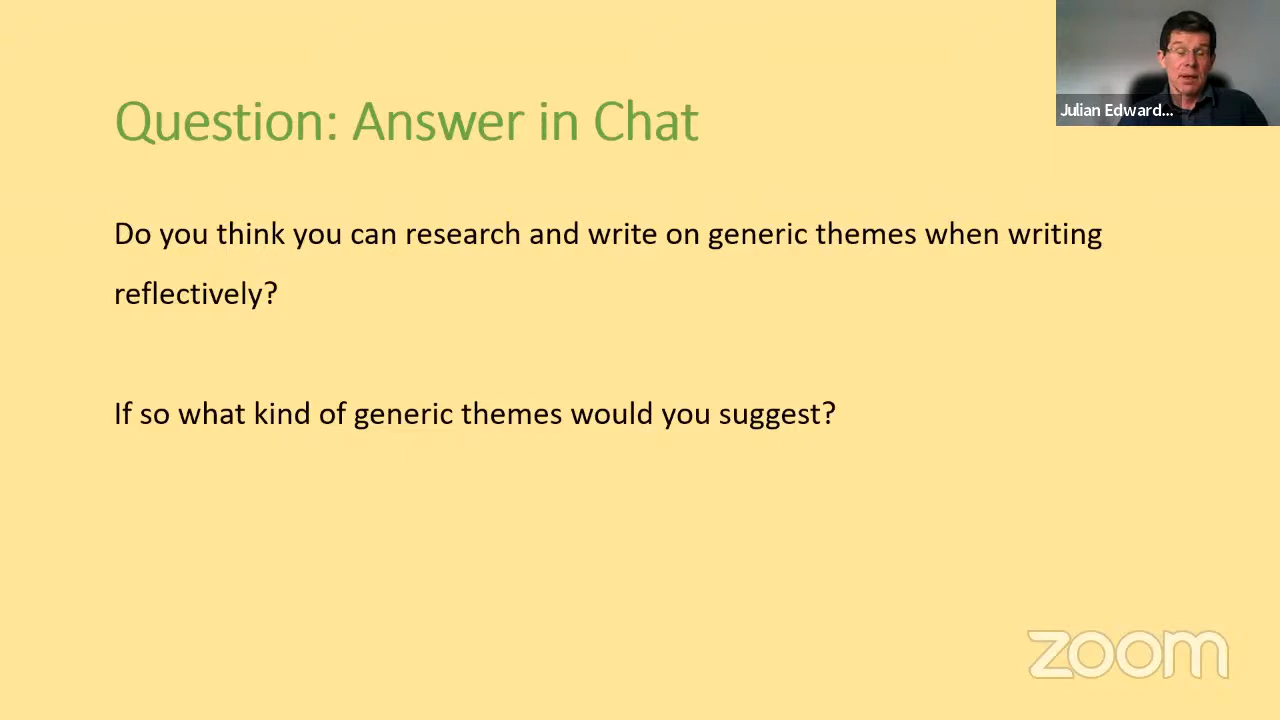 Julian Edward...
Question: Answer in Chat
Do you think you can research and write on generic themes when writing
reflectively?
If so what kind of generic themes would you suggest?
zoom